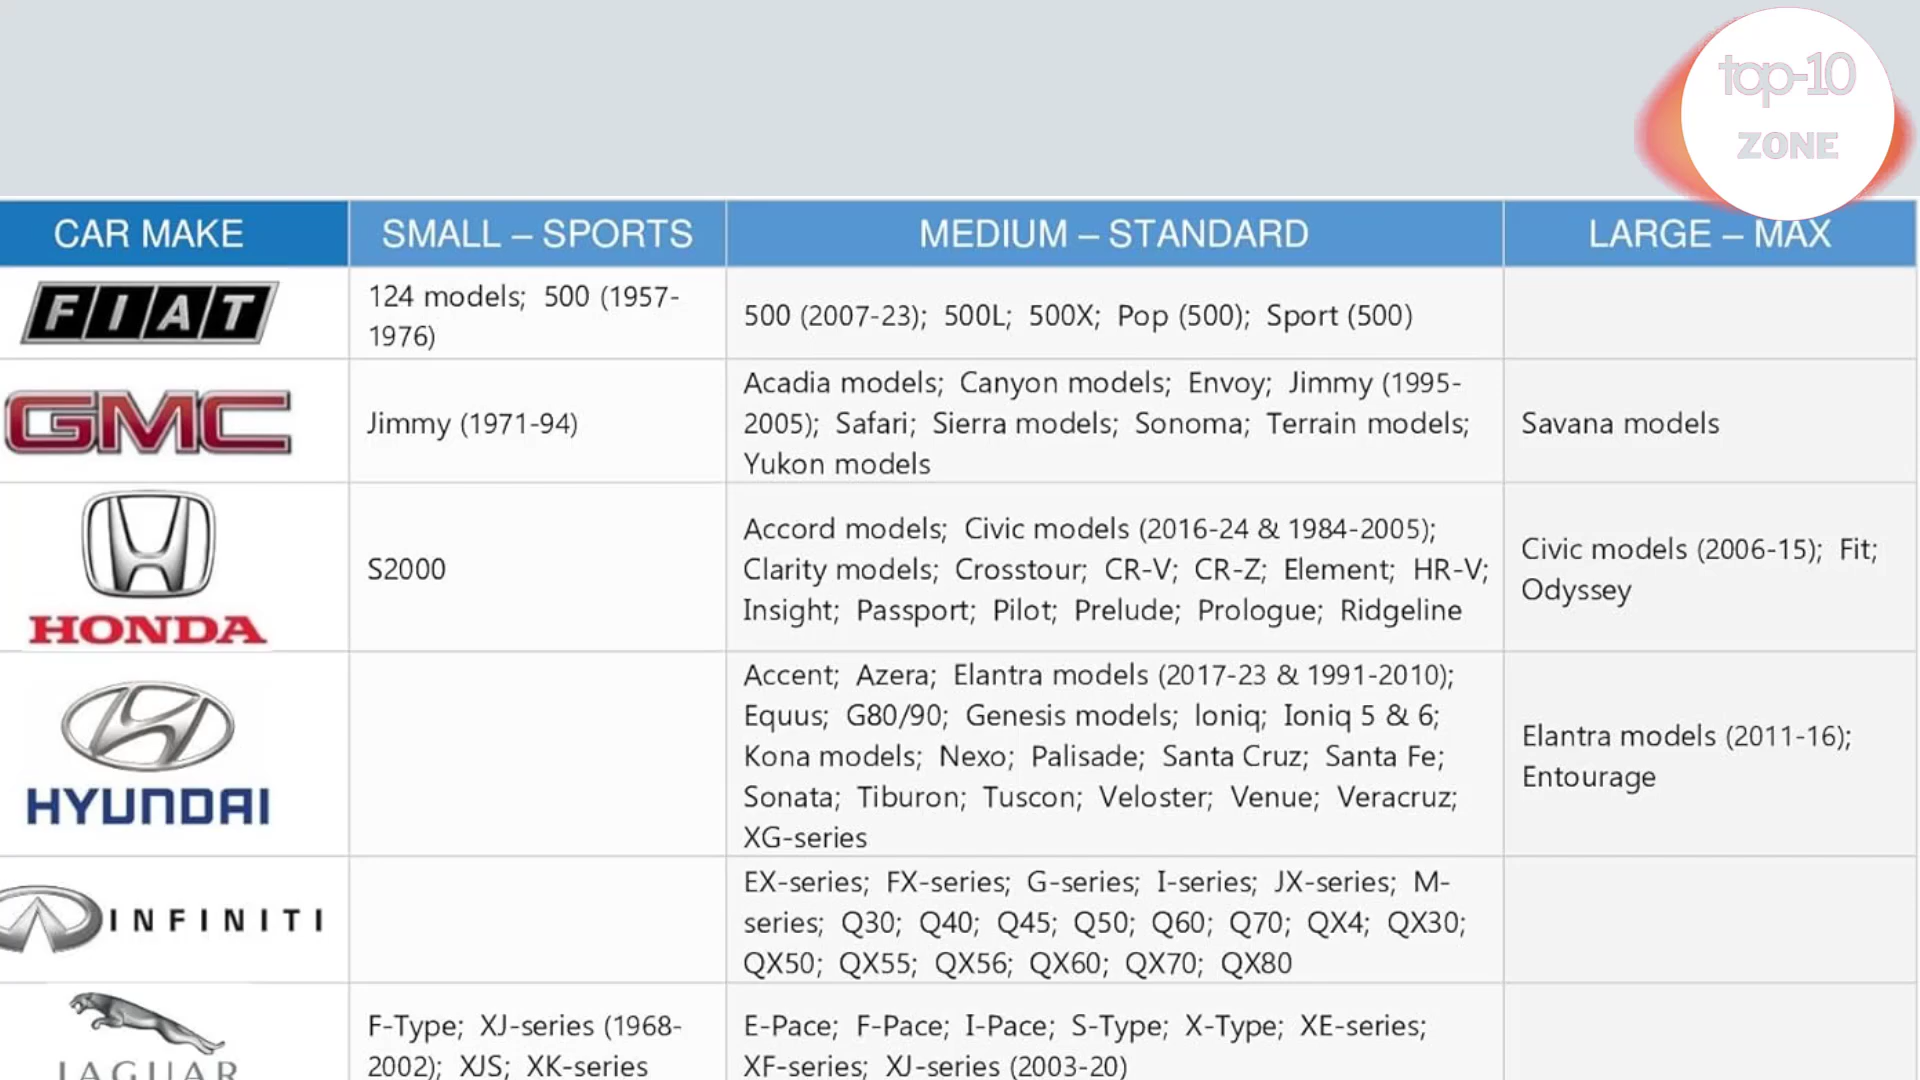 top-10
ZONE
CAR MAKE
SMALL – SPORTS
MEDIUM – STANDARD
LARGE – MAX
FIAT
124 models; 500 (1957-
1976)
500 (2007-23); 500L; 500X; Pop (500); Sport (500)
GMC
Jimmy (1971-94)
Acadia models; Canyon models; Envoy; Jimmy (1995-
2005); Safari; Sierra models; Sonoma; Terrain models;
Yukon models
Savana models
HONDA
S2000
Accord models; Civic models (2016-24 & 1984-2005);
Clarity models; Crosstour; CR-V; CR-Z; Element; HR-V;
Insight; Passport; Pilot; Prelude; Prologue; Ridgeline
Civic models (2006-15); Fit;
Odyssey
HYUNDAI
Accent; Azera; Elantra models (2017-23 & 1991-2010);
Equus; G80/90; Genesis models; Ioniq; Ioniq 5 & 6;
Kona models; Nexo; Palisade; Santa Cruz; Santa Fe;
Sonata; Tiburon; Tuscon; Veloster; Venue; Veracruz;
XG-series
Elantra models (2011-16);
Entourage
INFINITI
EX-series; FX-series; G-series; I-series; JX-series; M-
series; Q30; Q40; Q45; Q50; Q60; Q70; QX4; QX30;
QX50; QX55; QX56; QX60; QX70; QX80
JAGUAR
F-Type; XJ-series (1968-
2002); XJS; XK-series
E-Pace; F-Pace; I-Pace; S-Type; X-Type; XE-series;
XF-series; XJ-series (2003-20)